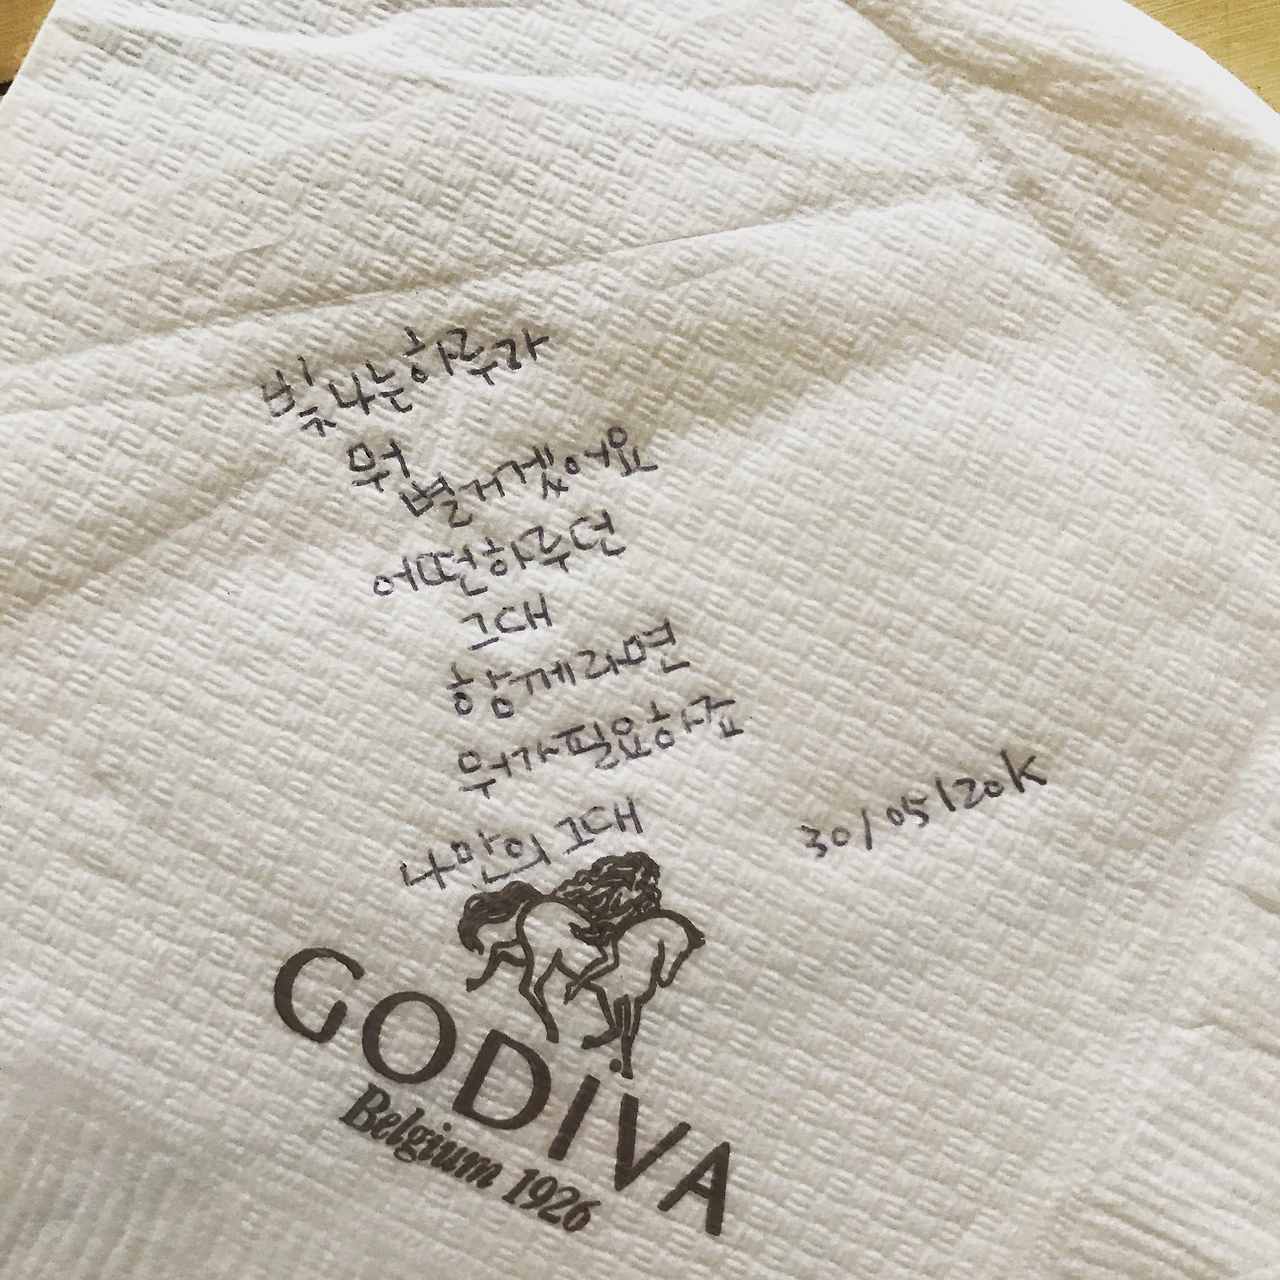 빛나는하루라
뭐 별거겠어요
어떤하루던
그대
함께라면
뭐가필요하죠
나만의 그대
30/05/20K
GODIVA
Belgium 1926